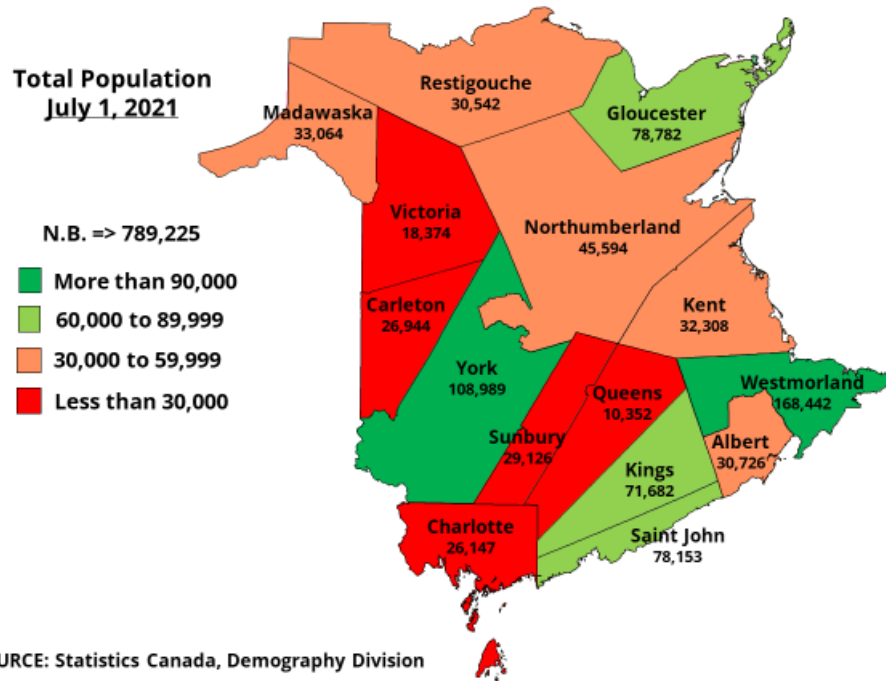 Total Population
July 1, 2021
N.B. => 789,225
More than 90,000
60,000 to 89,999
30,000 to 59,999
Less than 30,000
Restigouche
30,542
Gloucester
78,782
Madawaska
33,064
Victoria
18,374
Northumberland
45,594
Carleton
26,944
Kent
32,308
York
108,989
Westmorland
168,442
Queens
10,352
Sunbury
29,126
Albert
30,726
Kings
71,682
Charlotte
26,147
Saint John
78,153
URCE: Statistics Canada, Demography Division